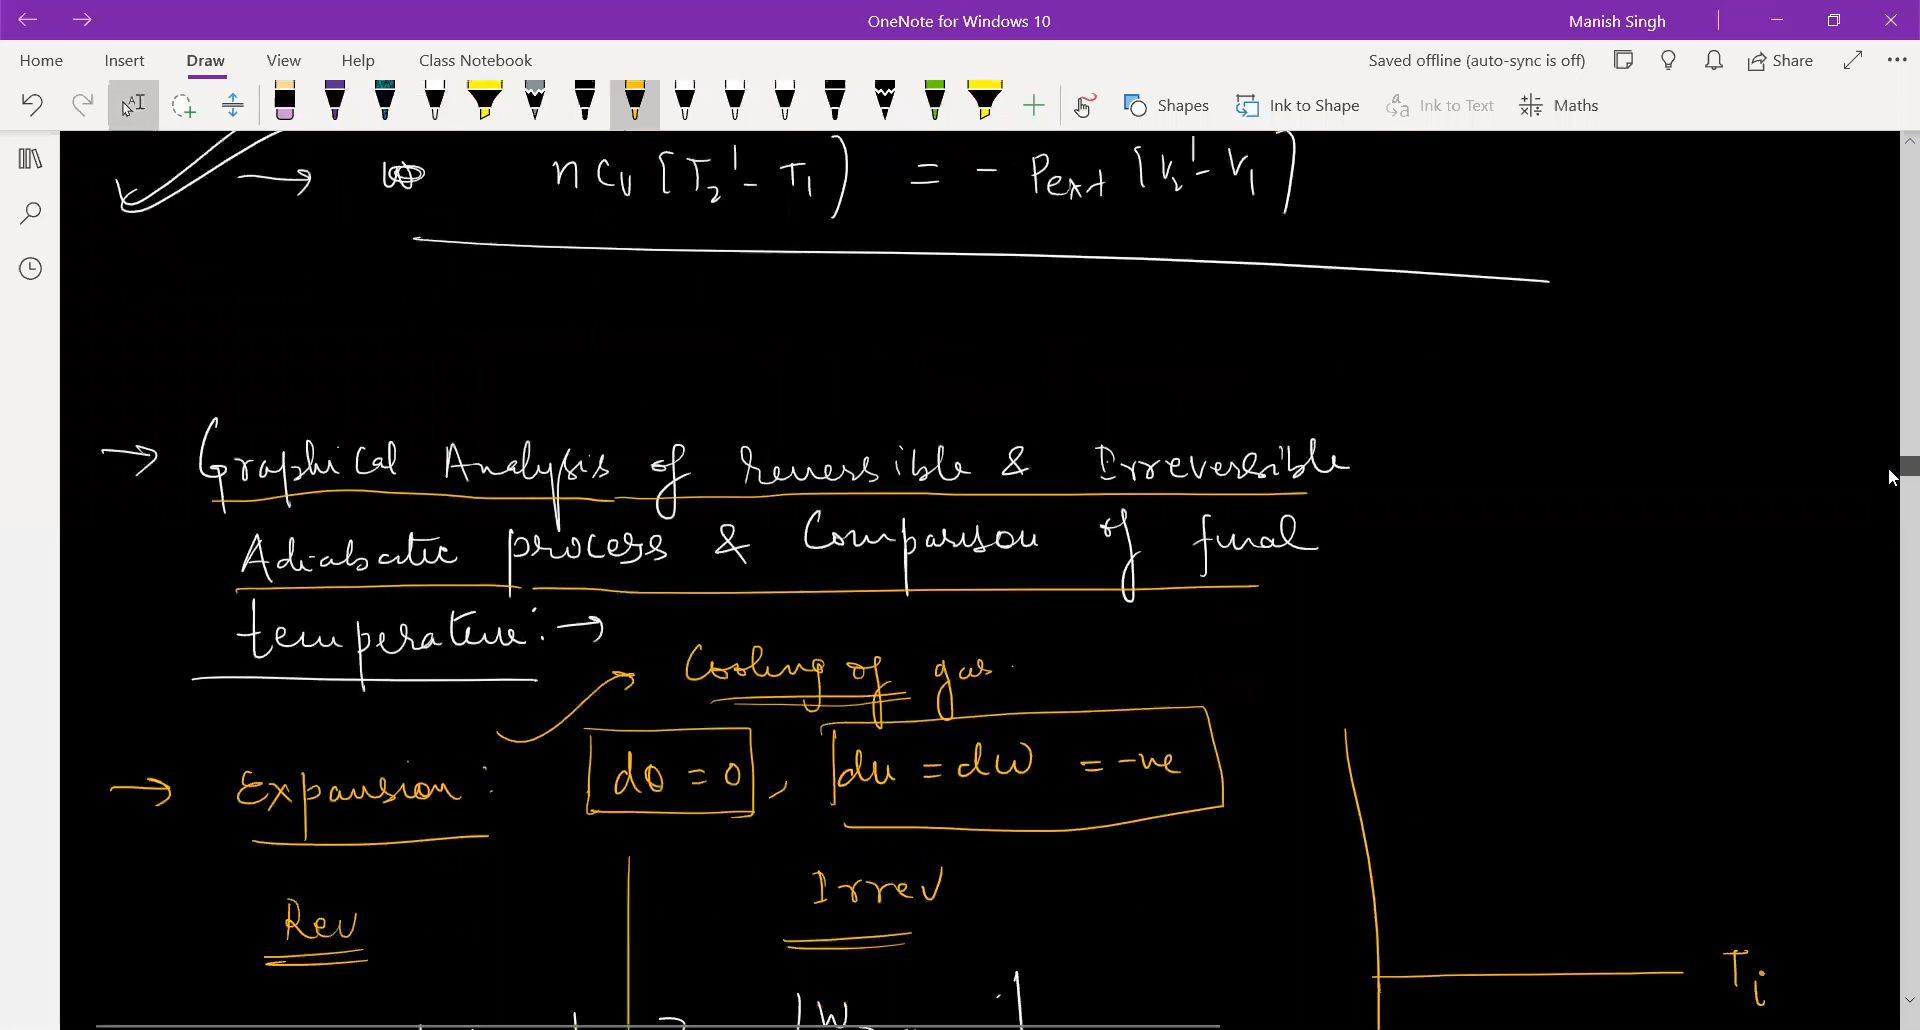 OneNote for Windows 10
Manish Singh
Home Insert Draw View Help Class Notebook
Saved offline (auto-sync is off) Share
Shapes Ink to Shape Ink to Text Maths
→ n Cv [T₂' - T₁) = - Pext [V₂' - V₁)
→ Graphical Analysis of reversible & Irreversible
Adiabatic process & Comparison of final
temperature: →
Cooling of gas
→ Expansion: dQ = 0, du = dw = -ve
Irrev
Rev
Ti
W